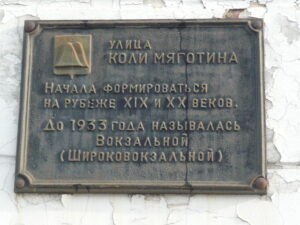 УЛИЦА
КОЛИ МЯГОТИНА
НАЧАЛА ФОРМИРОВАТЬСЯ
НА РУБЕЖЕ XIX И XX ВЕКОВ.
ДО 1933 ГОДА НАЗЫВАЛАСЬ
ВОКЗАЛЬНОЙ
(ШИРОКОВОКЗАЛЬНОЙ)